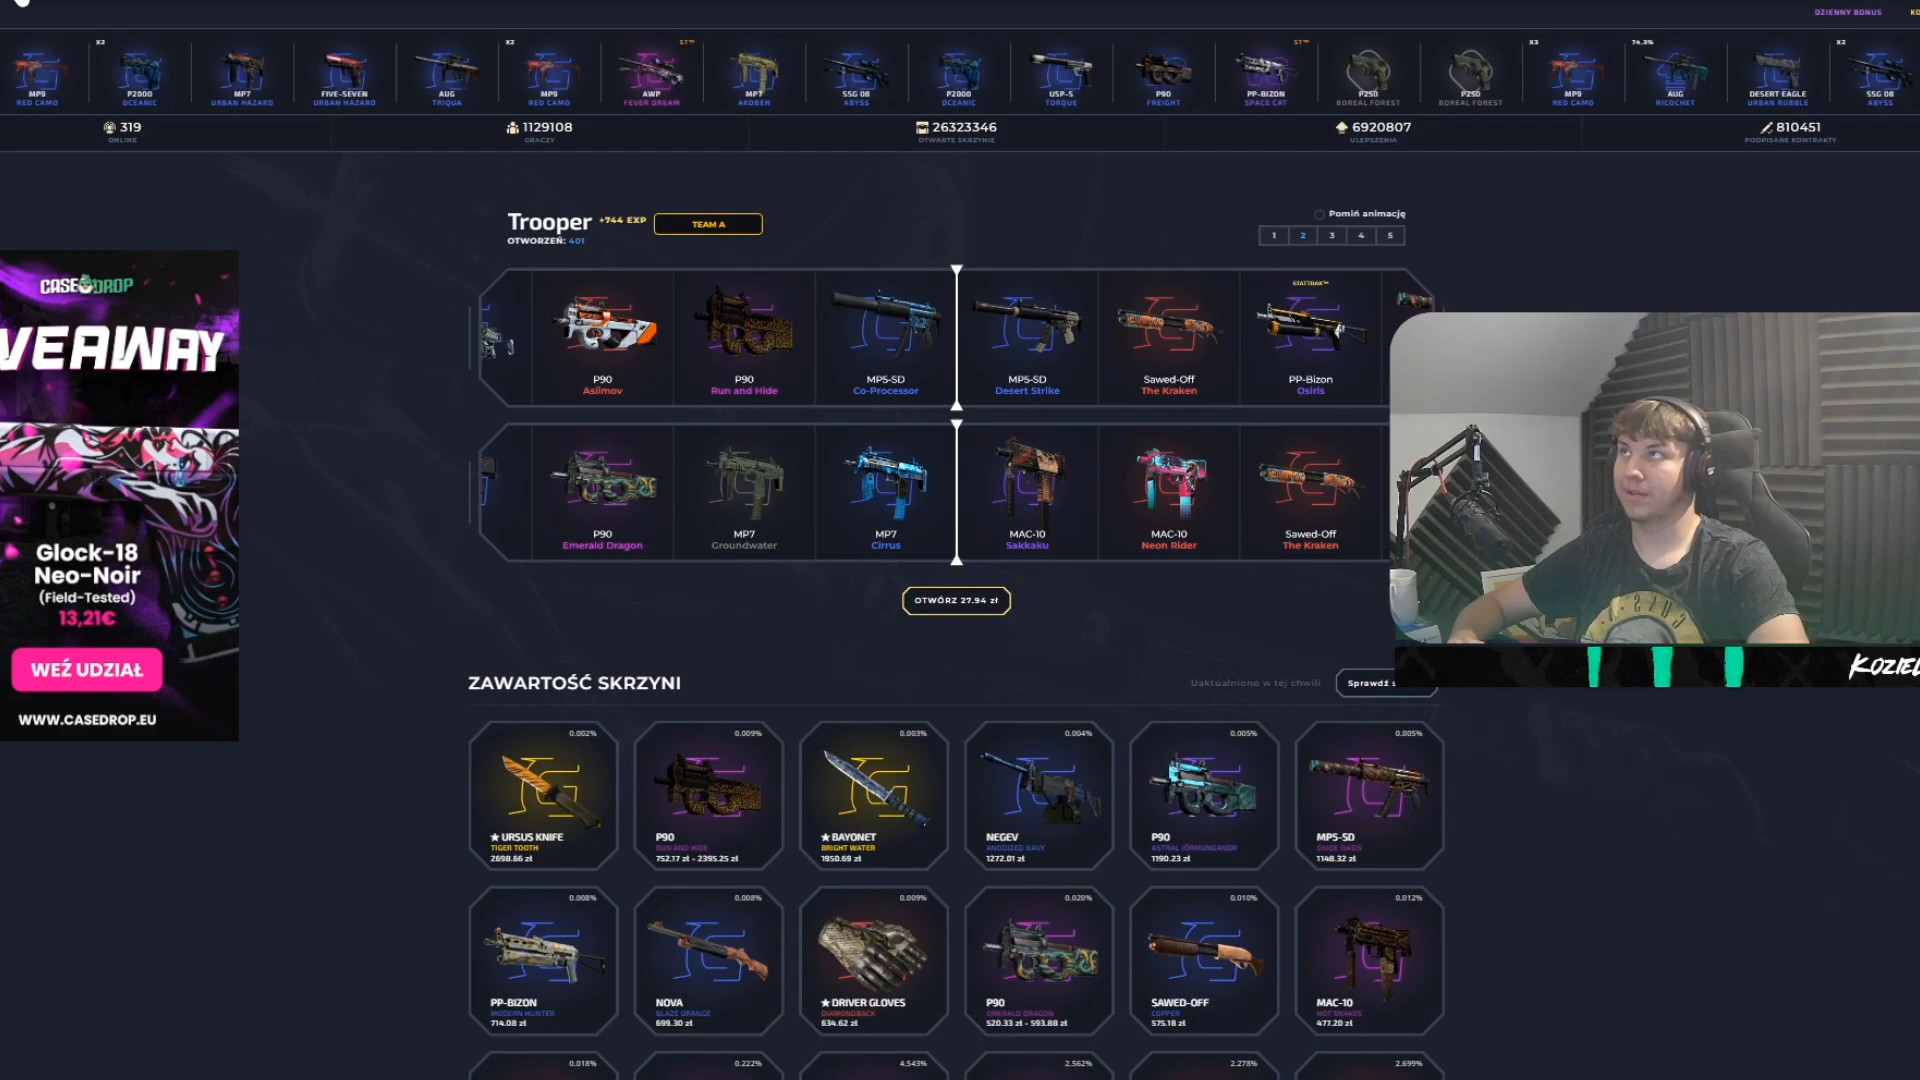 DZIENNY BONUS
X2
X2
ST™
ST™
X3
74.3%
X2
MP9
RED CAMO
P2000
OCEANIC
MP7
URBAN HAZARD
FIVE-SEVEN
URBAN HAZARD
AUG
TRIQUA
MP9
RED CAMO
AWP
FEVER DREAM
MP7
AKOBEN
SSG 08
ABYSS
P2000
OCEANIC
USP-S
TORQUE
P90
FREIGHT
PP-BIZON
SPACE CAT
P250
BOREAL FOREST
P250
BOREAL FOREST
MP9
RED CAMO
AUG
RICOCHET
DESERT EAGLE
URBAN RUBBLE
SSG 08
ABYSS
319
ONLINE
1129108
GRACZY
26323346
OTWARTE SKRZYNIE
6920807
ULEPSZENIA
810451
PODPISANE KONTRAKTY
Trooper +744 EXP
TEAM A
OTWORZEŃ: 401
Pomiń animację
1 2 3 4 5
P90
Asiimov
P90
Run and Hide
MP5-SD
Co-Processor
MP5-SD
Desert Strike
Sawed-Off
The Kraken
STATTRAK™
PP-Bizon
Osiris
P90
Emerald Dragon
MP7
Groundwater
MP7
Cirrus
MAC-10
Sakkaku
MAC-10
Neon Rider
Sawed-Off
The Kraken
OTWÓRZ 27.94 zł
CASEDROP
VEAWAY
Glock-18
Neo-Noir
(Field-Tested)
13,21€
WEŹ UDZIAŁ
WWW.CASEDROP.EU
ZAWARTOŚĆ SKRZYNI
Uaktualniono w tej chwili
Sprawdź
0.002%
★ URSUS KNIFE
TIGER TOOTH
2698.66 zł
0.009%
P90
RUN AND HIDE
752.17 zł - 2395.25 zł
0.003%
★ BAYONET
BRIGHT WATER
1950.69 zł
0.004%
NEGEV
ANODIZED NAVY
1272.01 zł
0.005%
P90
ASTRAL JÖRMUNGANDR
1190.23 zł
0.005%
MP5-SD
OXIDE OASIS
1148.32 zł
0.008%
PP-BIZON
MODERN HUNTER
714.08 zł
0.008%
NOVA
BLAZE ORANGE
699.30 zł
0.009%
★ DRIVER GLOVES
DIAMONDBACK
634.62 zł
0.020%
P90
EMERALD DRAGON
520.33 zł - 593.88 zł
0.010%
SAWED-OFF
COPPER
575.18 zł
0.012%
MAC-10
HOT SNAKES
477.20 zł
0.018%
0.222%
4.543%
2.562%
2.278%
2.699%